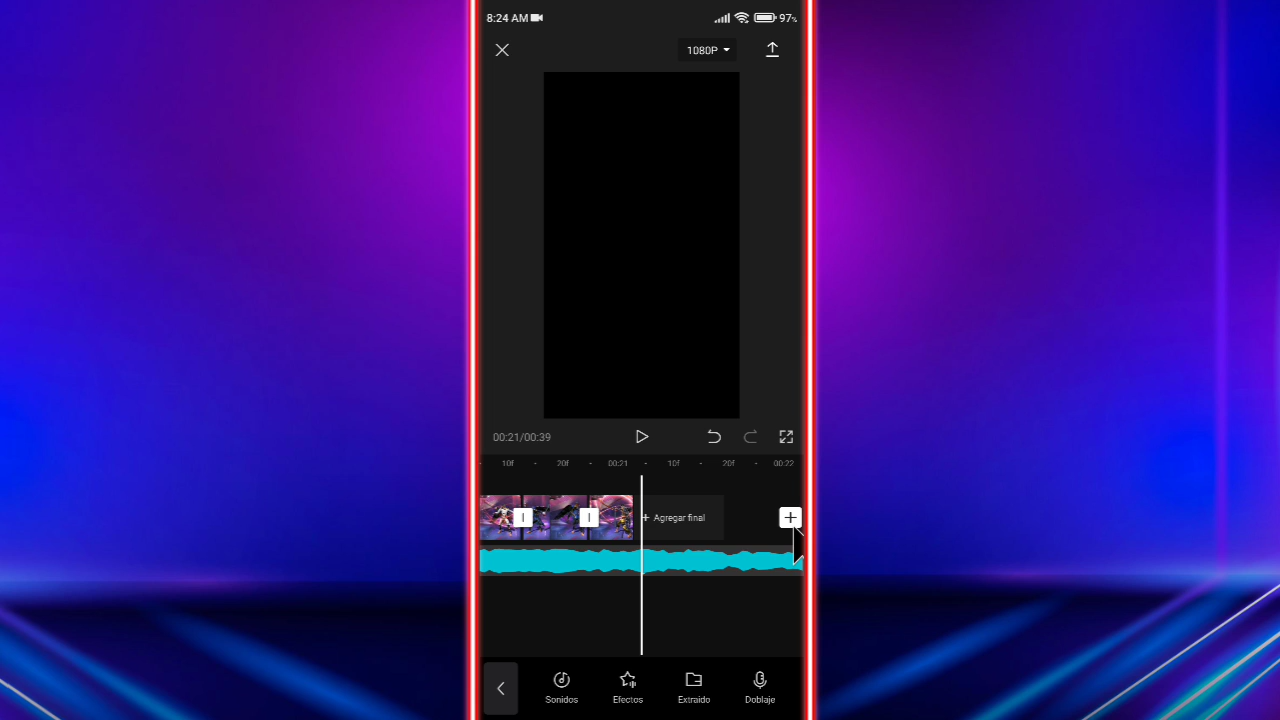 8:24 AM
97%
1080P
00:21/00:39
10f
20f
00:21
10f
20f
00:22
+ Agregar final
Sonidos
Efectos
Extraido
Doblaje